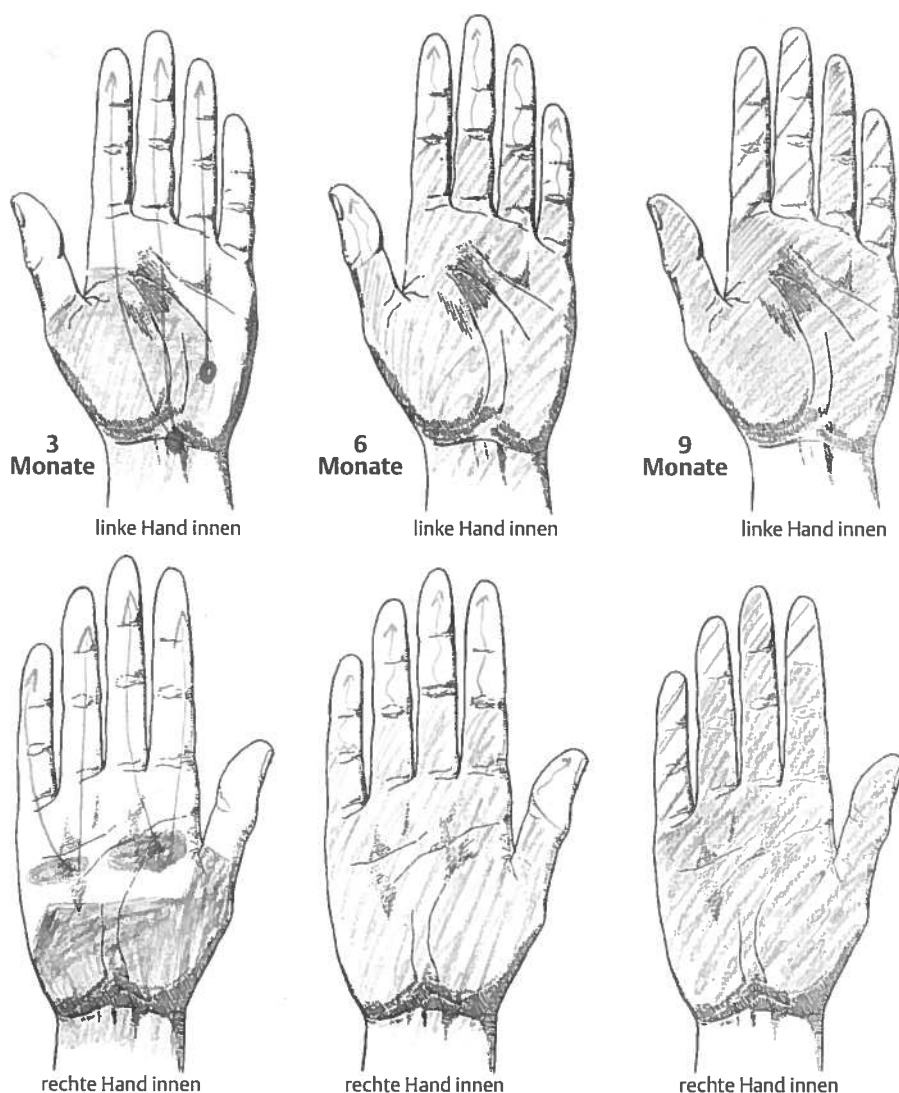 3
Monate
linke Hand innen
6
Monate
linke Hand innen
9
Monate
linke Hand innen
rechte Hand innen
rechte Hand innen
rechte Hand innen